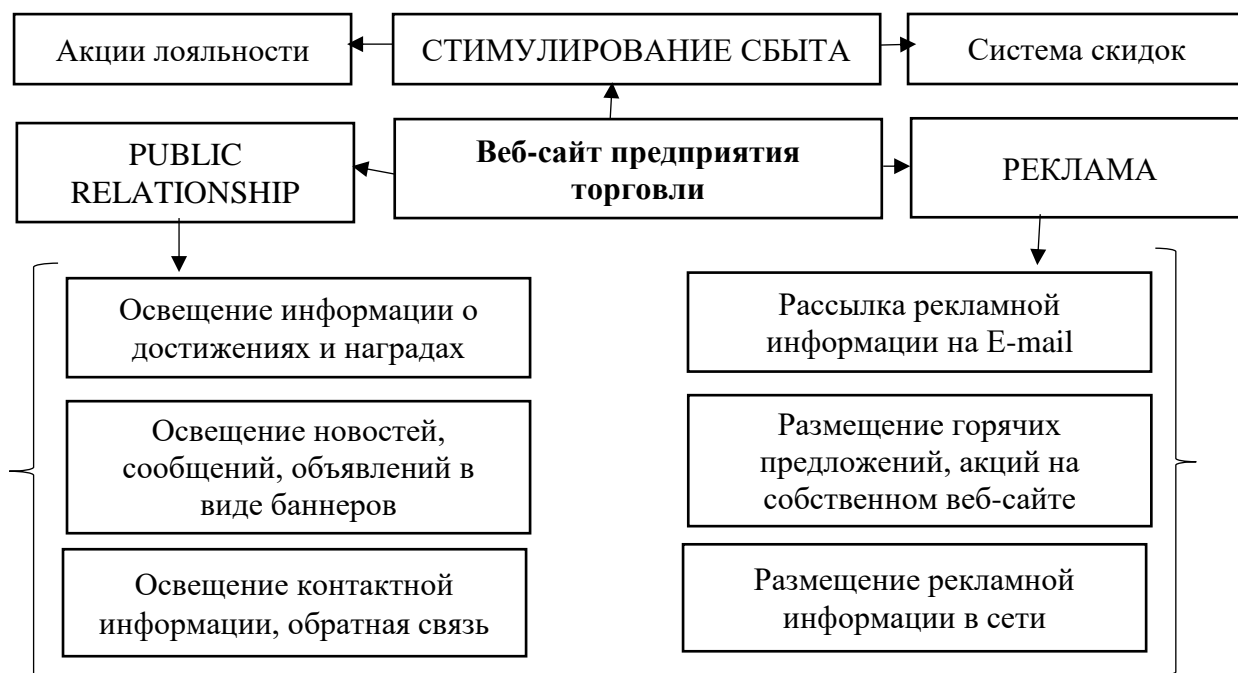 Акции лояльности
СТИМУЛИРОВАНИЕ СБЫТА
Система скидок
PUBLIC
RELATIONSHIP
Веб-сайт предприятия
торговли
РЕКЛАМА
Освещение информации о
достижениях и наградах
Рассылка рекламной
информации на E-mail
Освещение новостей,
сообщений, объявлений в
виде баннеров
Размещение горячих
предложений, акций на
собственном веб-сайте
Освещение контактной
информации, обратная связь
Размещение рекламной
информации в сети